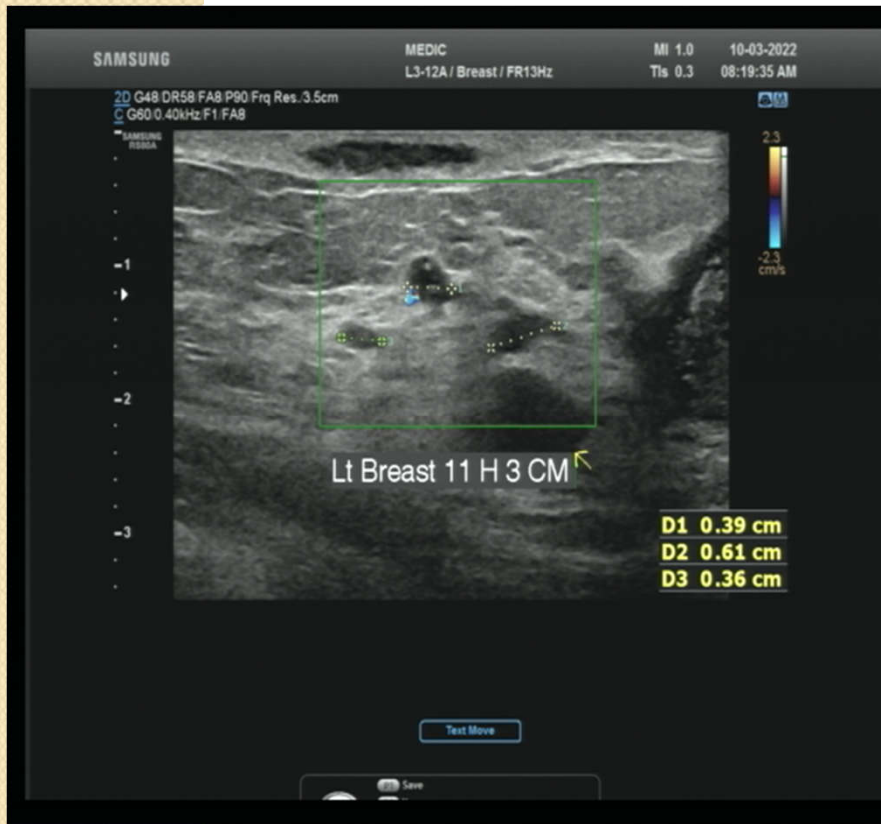 SAMSUNG
MEDIC
MI 1.0
10-03-2022
L3-12A / Breast / FR13Hz
TIs 0.3
08:19:35 AM
2D G48/DR58/FA8/P90/Frq Res./3.5cm
C G60/0.40kHz/F1/FA8
SAMSUNG
RS80A
2.3
1
-2.3
cm/s
2
Lt Breast 11 H 3 CM
3
D1 0.39 cm
D2 0.61 cm
D3 0.36 cm
Text Move
Save